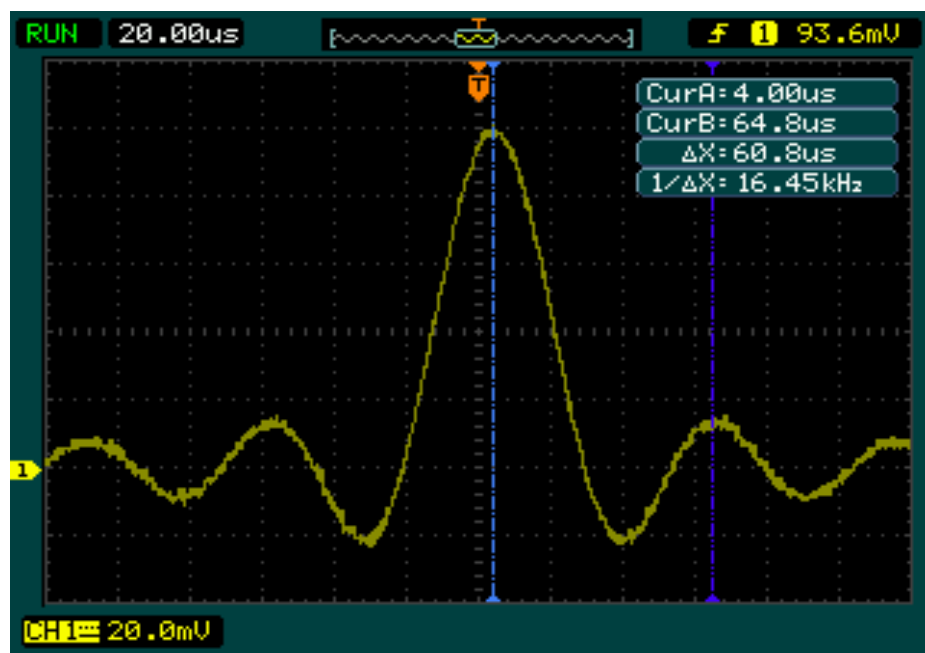 RUN 20.00us T 1 93.6mV
T
CurA:4.00us
CurB:64.8us
ΔX:60.8us
1/ΔX:16.45kHz
1
CH1 20.0mV